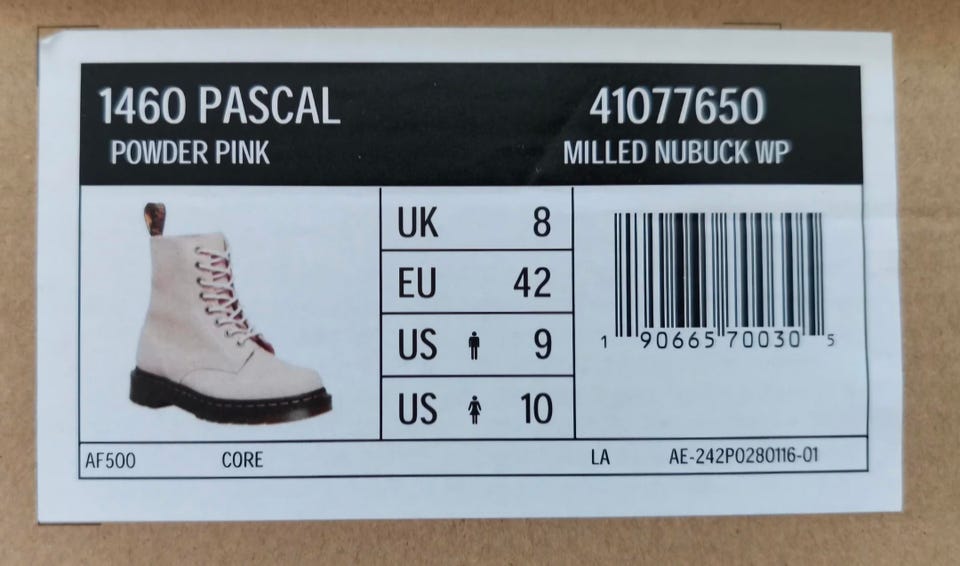 1460 PASCAL 41077650
POWDER PINK MILLED NUBUCK WP
UK 8
EU 42
US 9
US 10
1 90665 70030 5
AF500 CORE LA AE-242P0280116-01